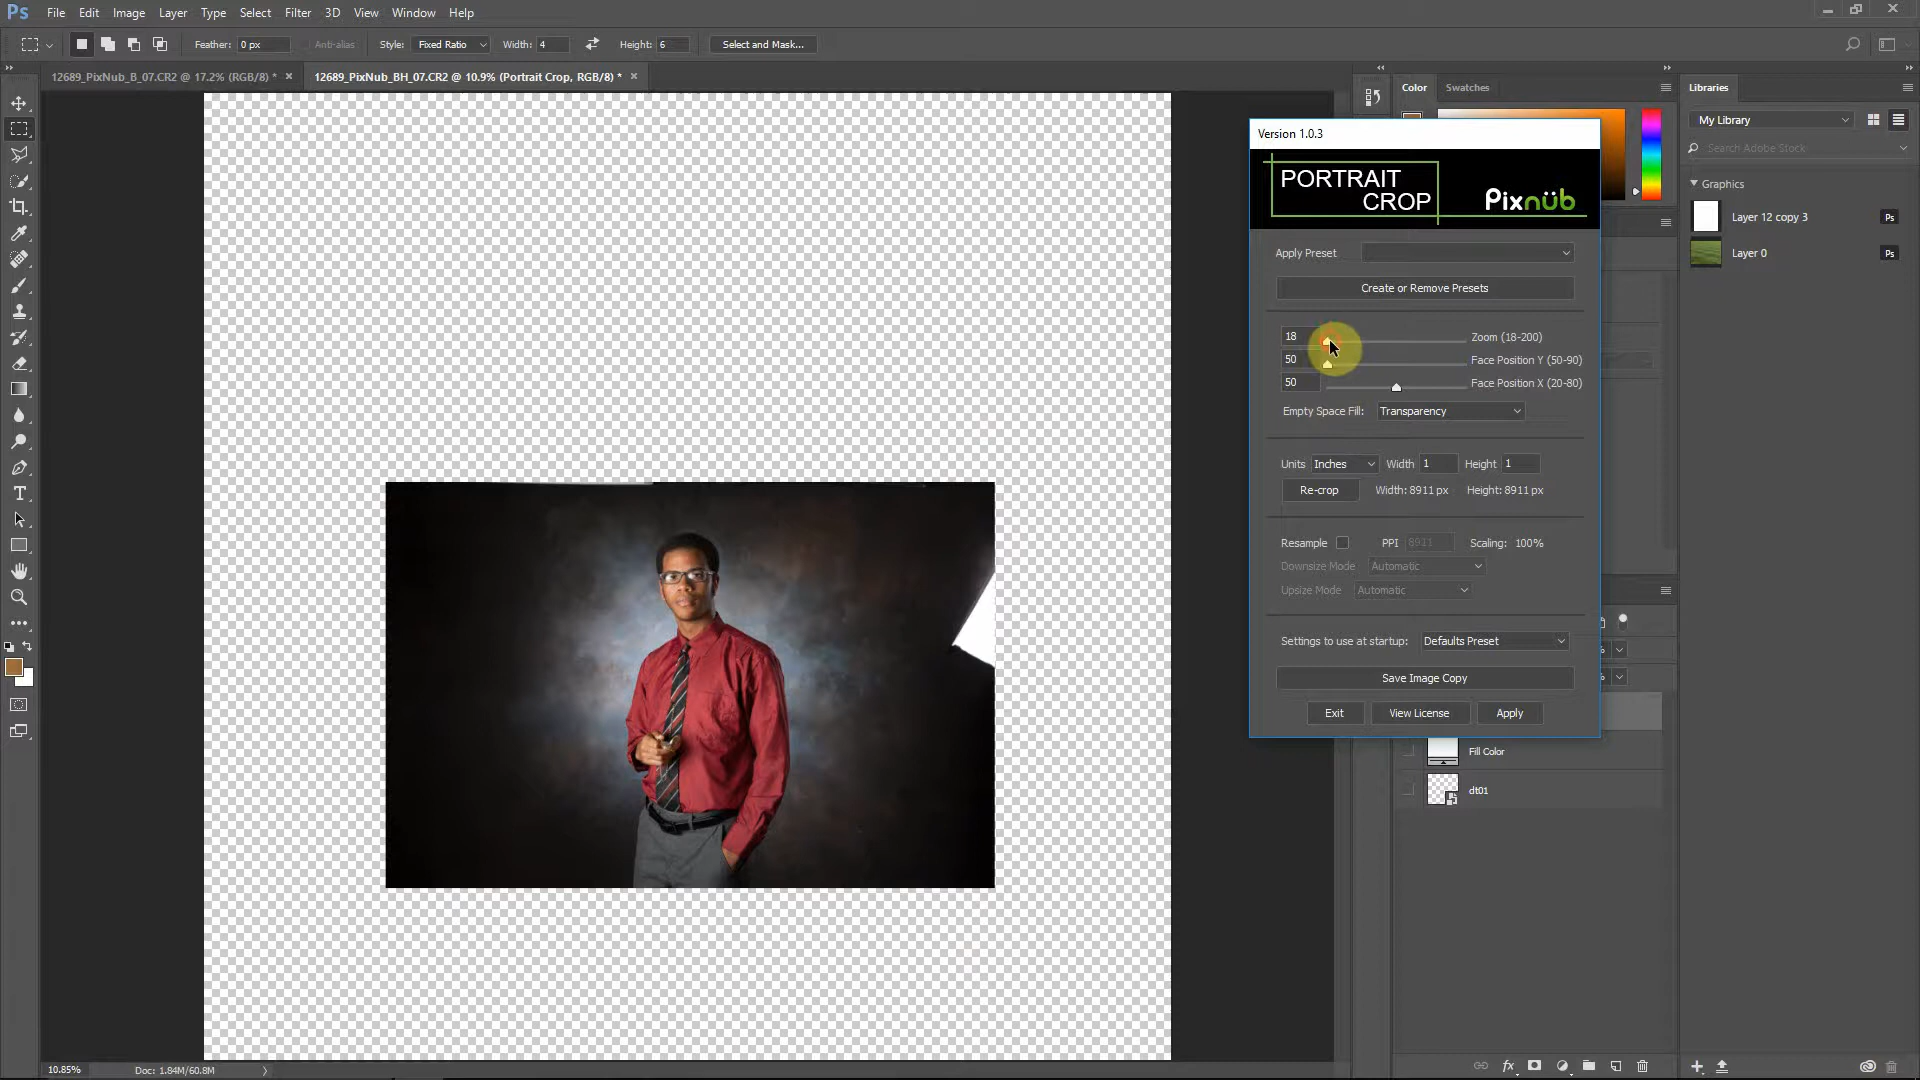 Ps File Edit Image Layer Type Select Filter 3D View Window Help
Feather: 0 px Anti-alias Style: Fixed Ratio Width: 4 Height: 6 Select and Mask...
12689_PixNub_B_07.CR2 @ 17.2% (RGB/8) * × 12689_PixNub_BH_07.CR2 @ 10.9% (Portrait Crop, RGB/8) * ×
Color Swatches
Libraries
My Library
Search Adobe Stock
Graphics
Layer 12 copy 3 Ps
Layer 0 Ps
Version 1.0.3
PORTRAIT
CROP
Pixnüb
Apply Preset
Create or Remove Presets
18 Zoom (18-200)
50 Face Position Y (50-90)
50 Face Position X (20-80)
Empty Space Fill: Transparency
Units Inches Width 1 Height 1
Re-crop Width: 8911 px Height: 8911 px
Resample PPI 8911 Scaling: 100%
Downsize Mode Automatic
Upsize Mode Automatic
Settings to use at startup: Defaults Preset
Save Image Copy
Exit View License Apply
%
%
Fill Color
dt01
T
fx
10.85% Doc: 1.84M/60.8M